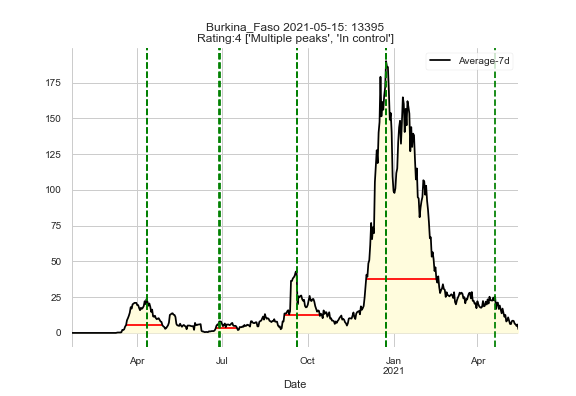 Burkina_Faso 2021-05-15: 13395
Rating:4 ['Multiple peaks', 'In control']
Average-7d
175
150
125
100
75
50
25
0
Apr
Jul
Oct
Jan
2021
Apr
Date